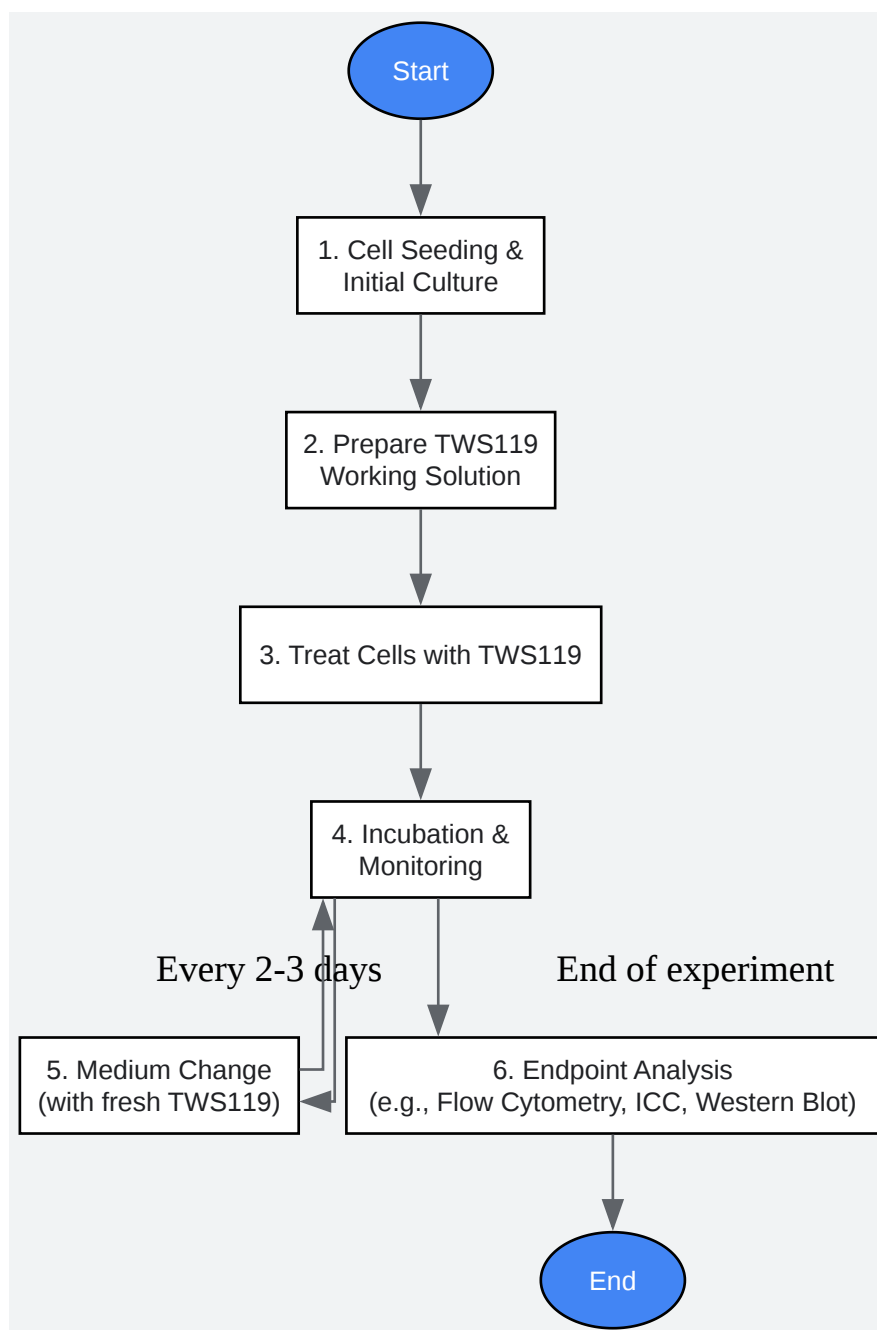 Start
1. Cell Seeding &
Initial Culture
2. Prepare TWS119
Working Solution
3. Treat Cells with TWS119
4. Incubation &
Monitoring
Every 2-3 days
End of experiment
5. Medium Change
(with fresh TWS119)
6. Endpoint Analysis
(e.g., Flow Cytometry, ICC, Western Blot)
End